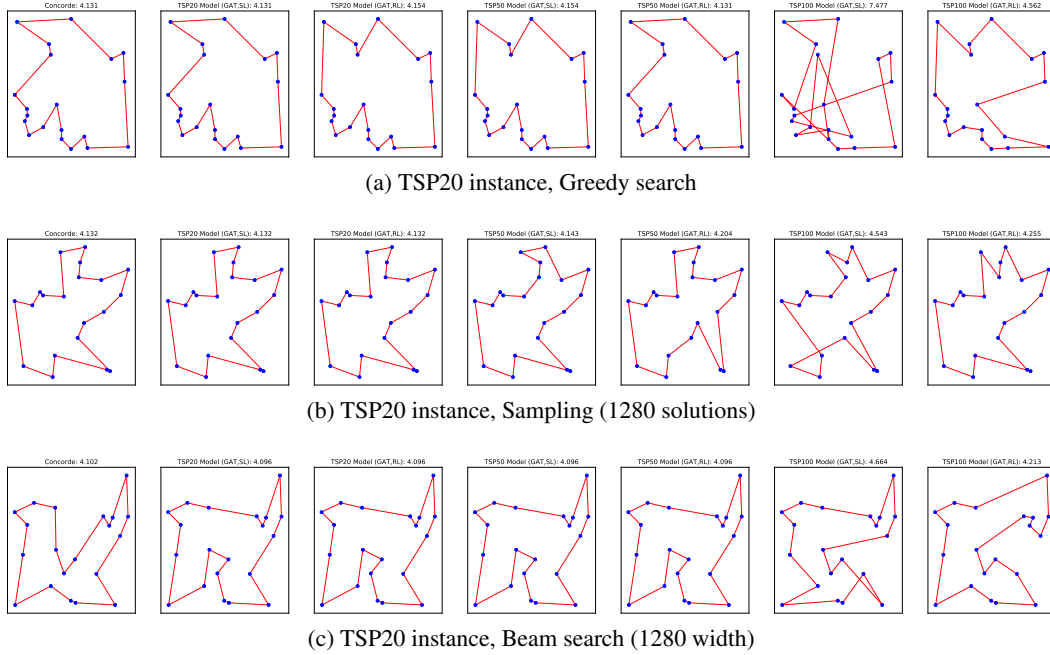 Concorde: 4.131
TSP20 Model (GAT,SL): 4.131
TSP20 Model (GAT,RL): 4.154
TSP50 Model (GAT,SL): 4.154
TSP50 Model (GAT,RL): 4.131
TSP100 Model (GAT,SL): 7.477
TSP100 Model (GAT,RL): 4.562
(a) TSP20 instance, Greedy search
Concorde: 4.132
TSP20 Model (GAT,SL): 4.132
TSP20 Model (GAT,RL): 4.132
TSP50 Model (GAT,SL): 4.143
TSP50 Model (GAT,RL): 4.204
TSP100 Model (GAT,SL): 4.543
TSP100 Model (GAT,RL): 4.255
(b) TSP20 instance, Sampling (1280 solutions)
Concorde: 4.102
TSP20 Model (GAT,SL): 4.096
TSP20 Model (GAT,RL): 4.096
TSP50 Model (GAT,SL): 4.096
TSP50 Model (GAT,RL): 4.096
TSP100 Model (GAT,SL): 4.664
TSP100 Model (GAT,RL): 4.213
(c) TSP20 instance, Beam search (1280 width)